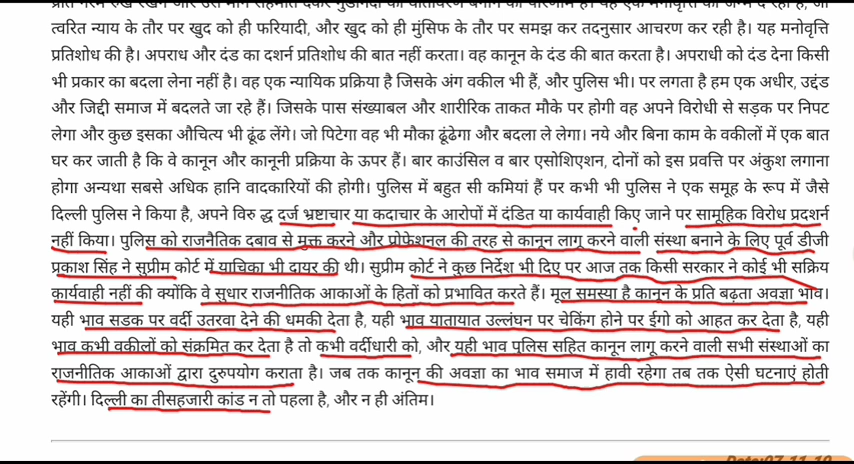 त्वरित न्याय के तौर पर खुद को ही फरियादी, और खुद को ही मुंसिफ के तौर पर समझ कर तदनुसार आचरण कर रही है। यह मनोवृत्ति
प्रतिशोध की है। अपराध और दंड का दर्शन प्रतिशोध की बात नहीं करता। वह कानून के दंड की बात करता है। अपराधी को दंड देना किसी
भी प्रकार का बदला लेना नहीं है। वह एक न्यायिक प्रक्रिया है जिसके अंग वकील भी हैं, और पुलिस भी। पर लगता है हम एक अधीर, उद्दंड
और जिद्दी समाज में बदलते जा रहे हैं। जिसके पास संख्याबल और शारीरिक ताकत मौके पर होगी वह अपने विरोधी से सड़क पर निपट
लेगा और कुछ इसका औचित्य भी ढूंढ लेंगे। जो पिटेगा वह भी मौका ढूंढेगा और बदला ले लेगा। नये और बिना काम के वकीलों में एक बात
घर कर जाती है कि वे कानून और कानूनी प्रक्रिया के ऊपर हैं। बार काउंसिल व बार एसोशिएशन, दोनों को इस प्रवत्ति पर अंकुश लगाना
होगा अन्यथा सबसे अधिक हानि वादकारियों की होगी। पुलिस में बहुत सी कमियां हैं पर कभी भी पुलिस ने एक समूह के रूप में जैसे
दिल्ली पुलिस ने किया है, अपने विरु द्ध दर्ज भ्रष्टाचार या कदाचार के आरोपों में दंडित या कार्यवाही किए जाने पर सामूहिक विरोध प्रदशर्न
नहीं किया। पुलिस को राजनैतिक दबाव से मुक्त करने और प्रोफेशनल की तरह से कानून लागू करने वाली संस्था बनाने के लिए पूर्व डीजी
प्रकाश सिंह ने सुप्रीम कोर्ट में याचिका भी दायर की थी। सुप्रीम कोर्ट ने कुछ निर्देश भी दिए पर आज तक किसी सरकार ने कोई भी सक्रिय
कार्यवाही नहीं की क्योंकि वे सुधार राजनीतिक आकाओं के हितों को प्रभावित करते हैं। मूल समस्या है कानून के प्रति बढ़ता अवज्ञा भाव।
यही भाव सडक पर वर्दी उतरवा देने की धमकी देता है, यही भाव यातायात उल्लंघन पर चेकिंग होने पर ईगो को आहत कर देता है, यही
भाव कभी वकीलों को संक्रमित कर देता है तो कभी वर्दीधारी को, और यही भाव पुलिस सहित कानून लागू करने वाली सभी संस्थाओं का
राजनीतिक आकाओं द्वारा दुरुपयोग कराता है। जब तक कानून की अवज्ञा का भाव समाज में हावी रहेगा तब तक ऐसी घटनाएं होती
रहेंगी। दिल्ली का तीसहजारी कांड न तो पहला है, और न ही अंतिम।